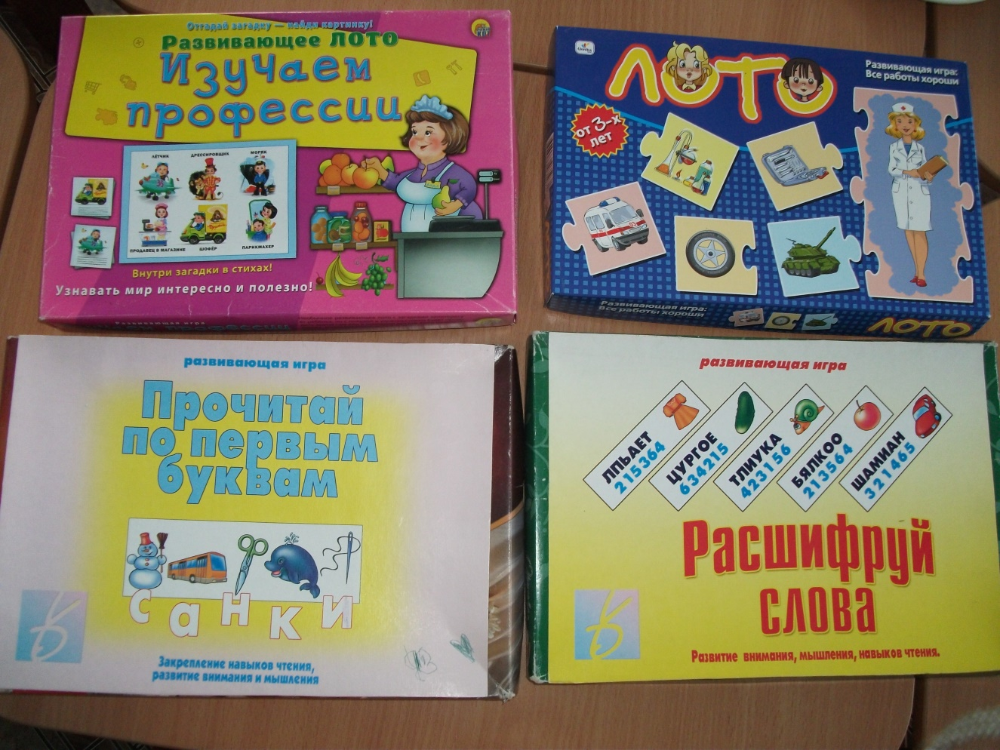 Отгадай загадку — найди картинку!
Развивающее ЛОТО
Изучаем
профессии
ЛЁТЧИК
ДРЕССИРОВЩИК
МОРЯК
ПРОДАВЕЦ В МАГАЗИНЕ
ШОФЁР
ПАРИКМАХЕР
Внутри загадки в стихах!
Узнавать мир интересно и полезно!
Развивающая игра
ЛОТО
Развивающая игра:
Все работы хороши
от 3-х
лет
Развивающая игра:
Все работы хороши
ЛОТО
развивающая игра
Прочитай
по первым
буквам
САНКИ
Закрепление навыков чтения,
развитие внимания и мышления
развивающая игра
ЛПЬАЕТ
215364
ЦУРГОЕ
634215
ТЛИУКА
423156
БЯЛКОО
213564
ШАМИАН
321465
Расшифруй
слова
Развитие внимания, мышления, навыков чтения.